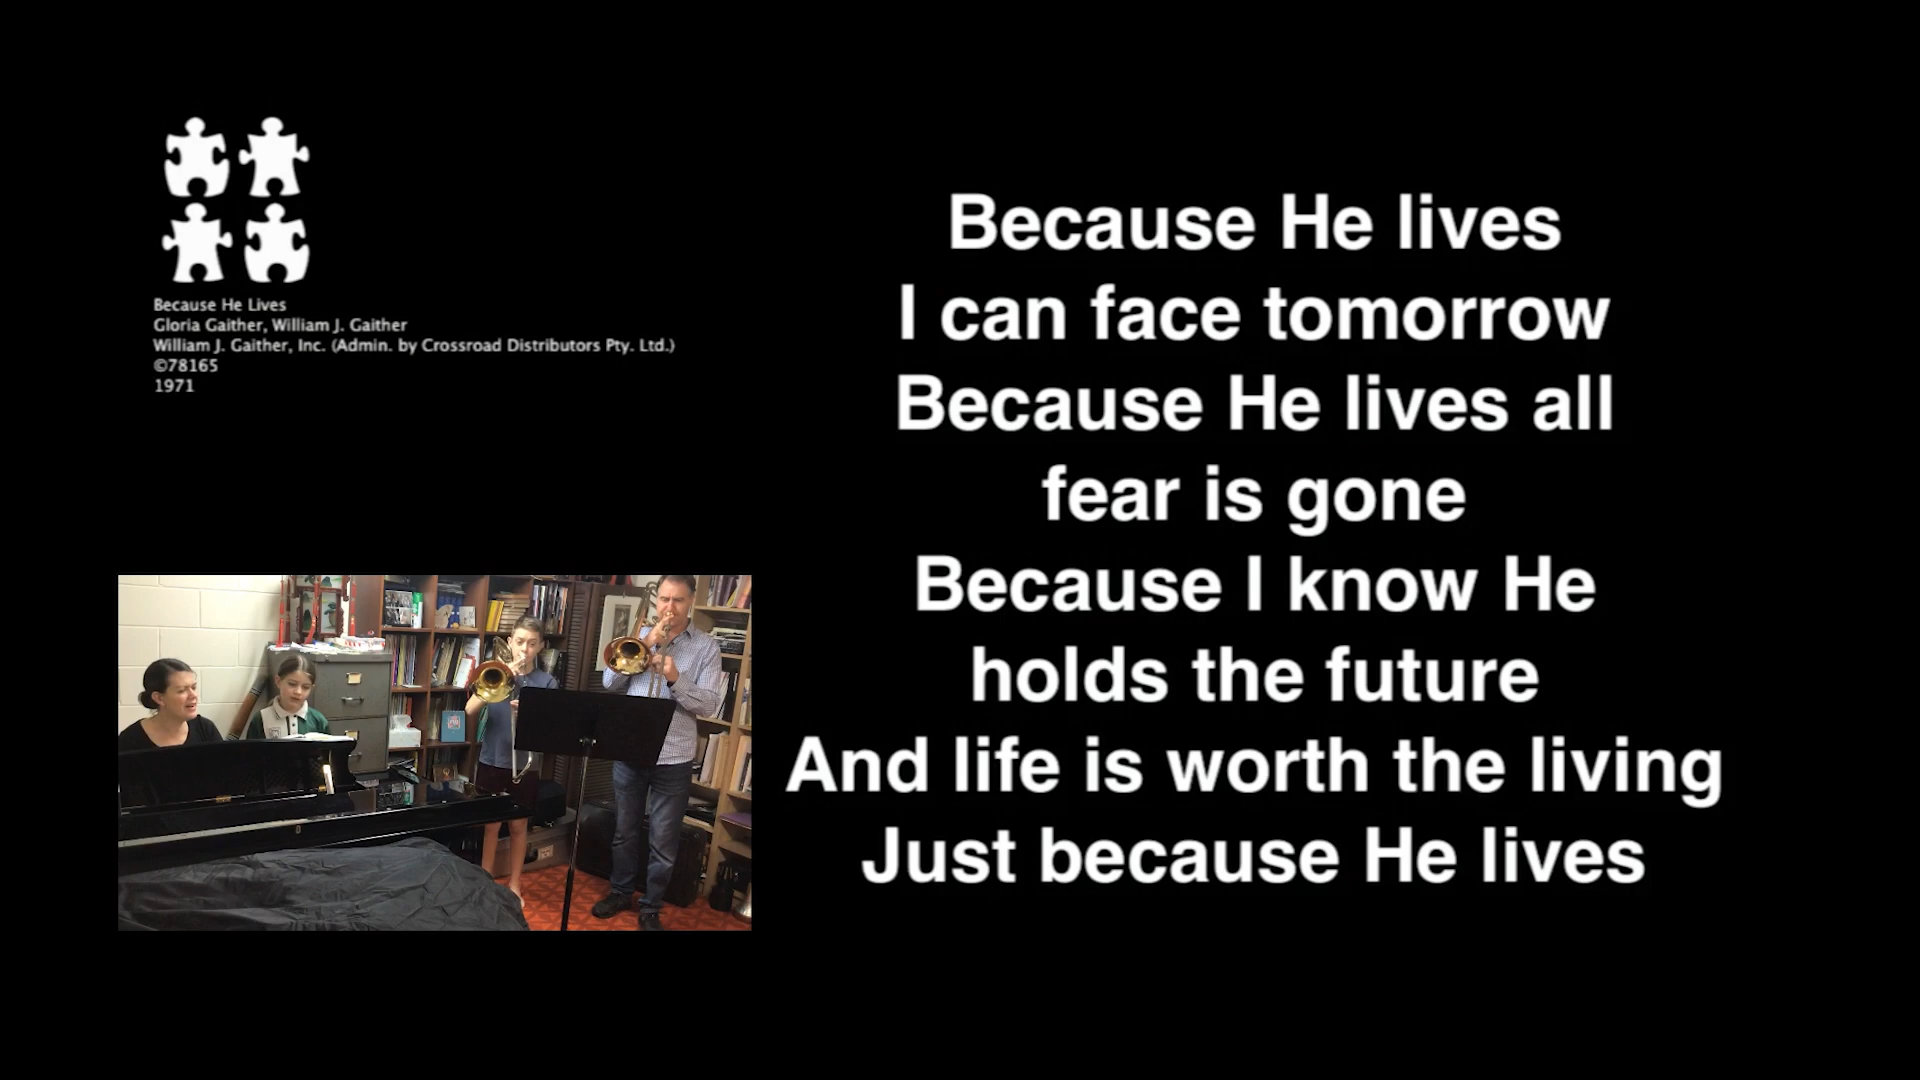 Because He Lives
Gloria Gaither, William J. Gaither
William J. Gaither, Inc. (Admin. by Crossroad Distributors Pty. Ltd.)
©78165
1971
Because He lives
I can face tomorrow
Because He lives all
fear is gone
Because I know He
holds the future
And life is worth the living
Just because He lives